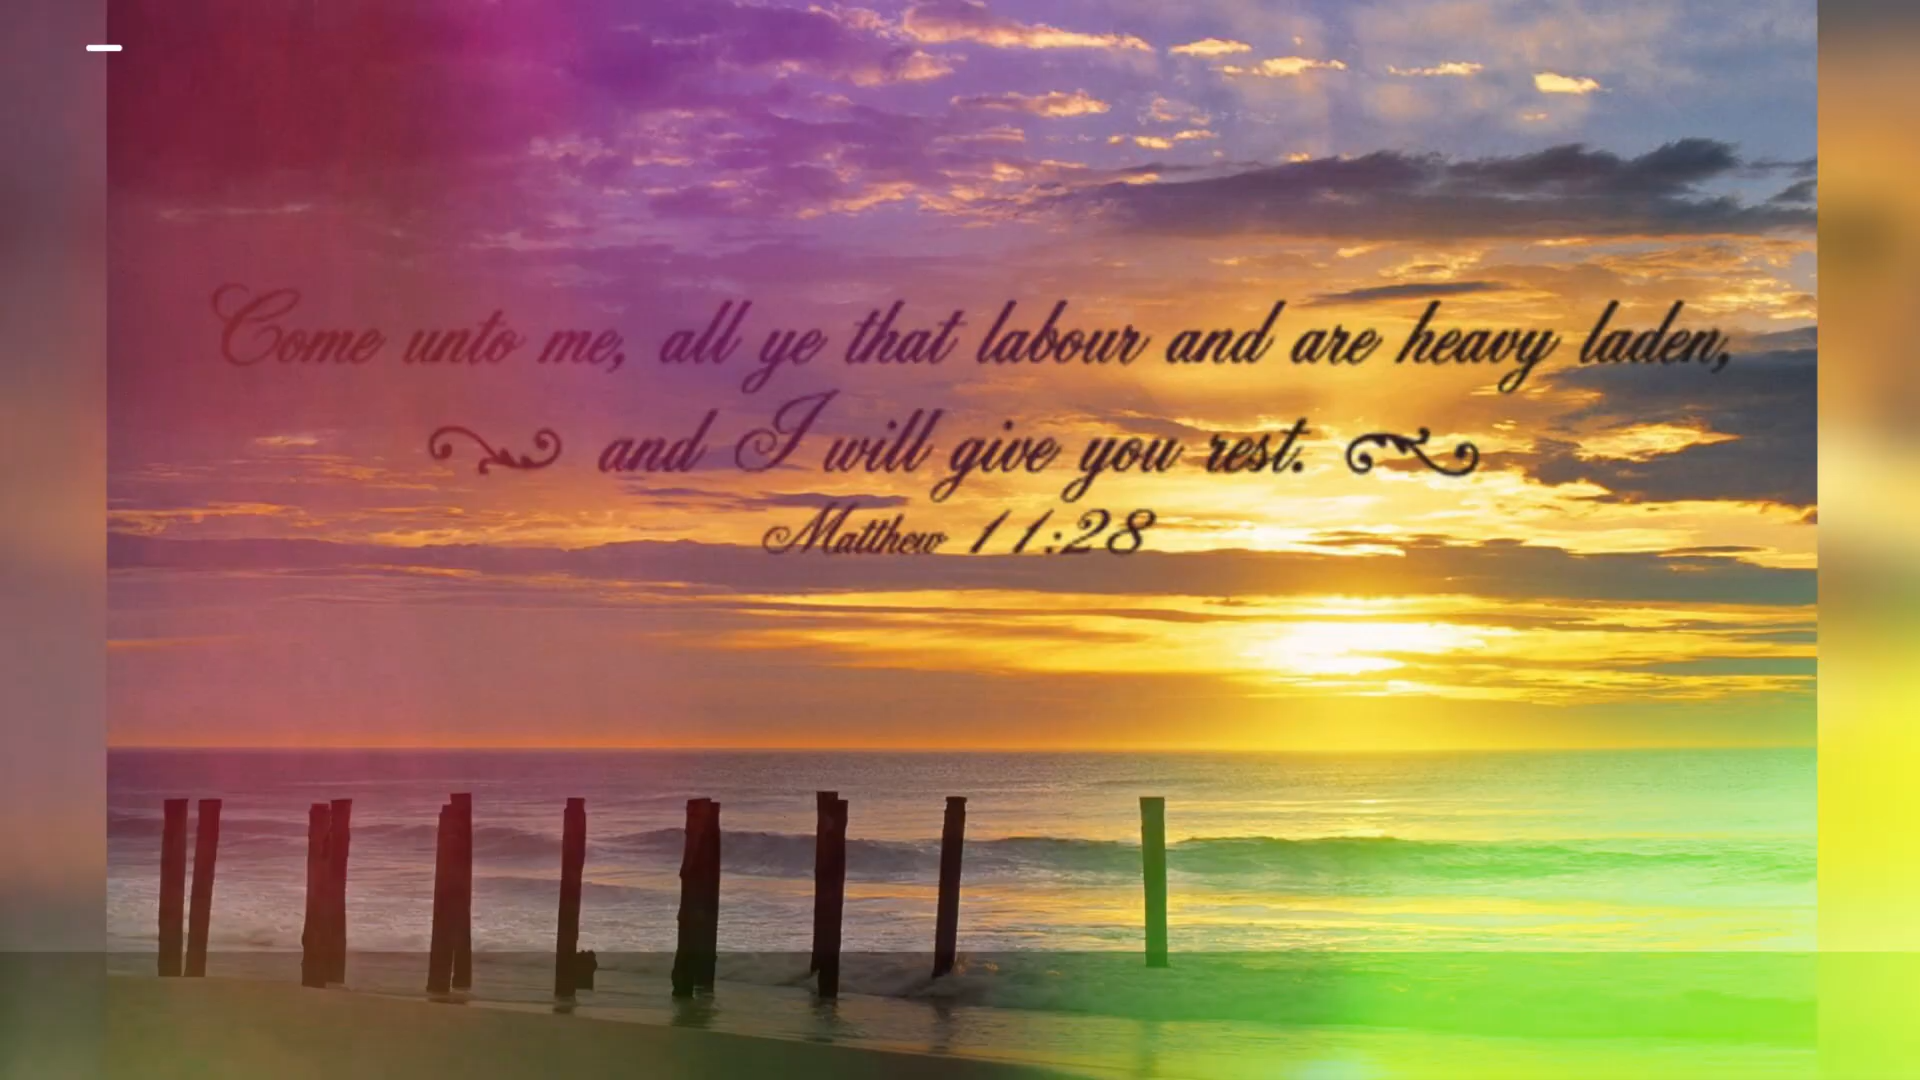 Come unto me, all ye that labour and are heavy laden,
and I will give you rest.
Matthew 11:28